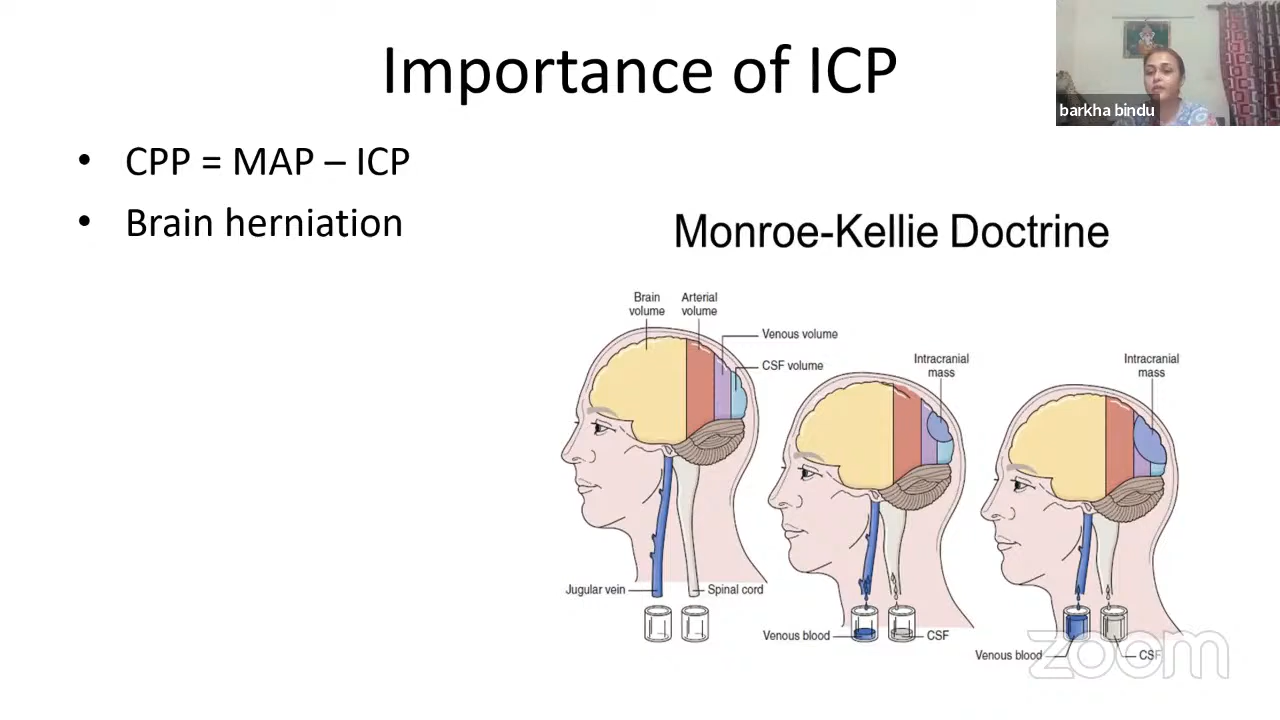 Importance of ICP
barkha bindu
• CPP = MAP – ICP
• Brain herniation
Monroe-Kellie Doctrine
Brain volume
Arterial volume
Venous volume
CSF volume
Intracranial mass
Intracranial mass
Jugular vein
Spinal cord
Venous blood
CSF
Venous blood
CSF
zoom